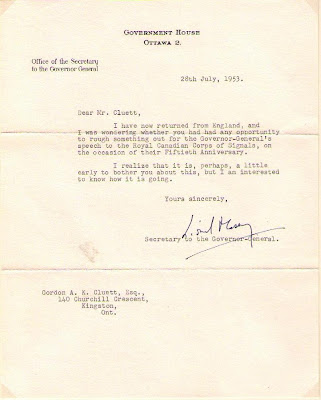 GOVERNMENT HOUSE
OTTAWA 2.
Office of the Secretary
to the Governor General
28th July, 1953.
Dear Mr. Cluett,
I have now returned from England, and
I was wondering whether you had had any opportunity
to rough something out for the Governor-General's
speech to the Royal Canadian Corps of Signals, on
the occasion of their Fiftieth Anniversary.
I realize that it is, perhaps, a little
early to bother you about this, but I am interested
to know how it is going.
Yours sincerely,
Secretary to the Governor-General.
Gordon A. K. Cluett, Esq.,
140 Churchill Crescent,
Kingston,
Ont.